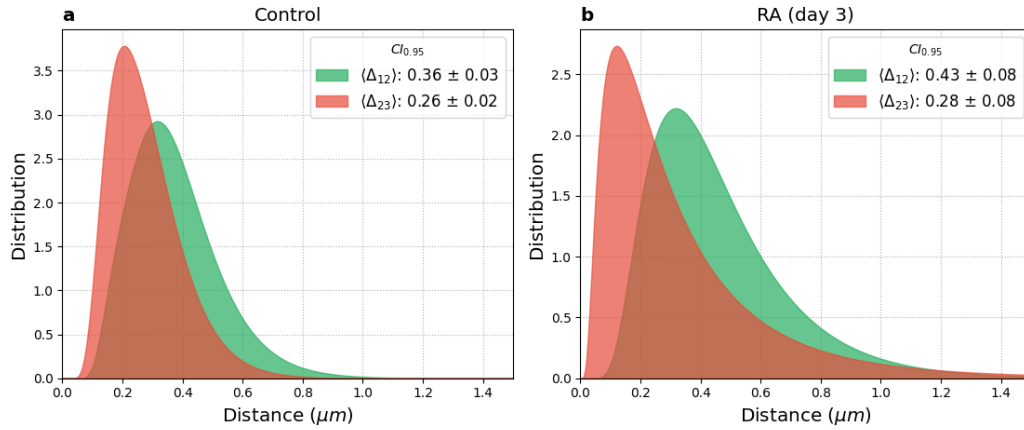 a Control
CI0.95
⟨Δ12⟩: 0.36 ± 0.03
⟨Δ23⟩: 0.26 ± 0.02
Distribution
3.5
3.0
2.5
2.0
1.5
1.0
0.5
0.0
0.0 0.2 0.4 0.6 0.8 1.0 1.2 1.4
Distance (μm)
b RA (day 3)
CI0.95
⟨Δ12⟩: 0.43 ± 0.08
⟨Δ23⟩: 0.28 ± 0.08
Distribution
2.5
2.0
1.5
1.0
0.5
0.0
0.0 0.2 0.4 0.6 0.8 1.0 1.2 1.4
Distance (μm)